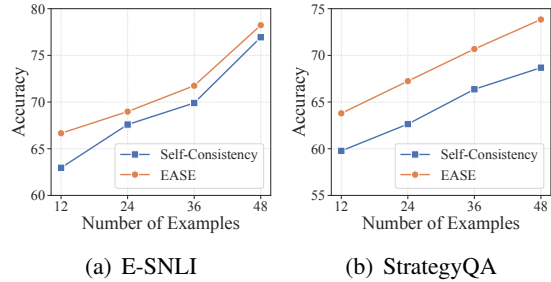 80
75
70
65
60
Accuracy
12
24
36
48
Number of Examples
Self-Consistency
EASE
(a) E-SNLI
75
70
65
60
55
Accuracy
12
24
36
48
Number of Examples
Self-Consistency
EASE
(b) StrategyQA